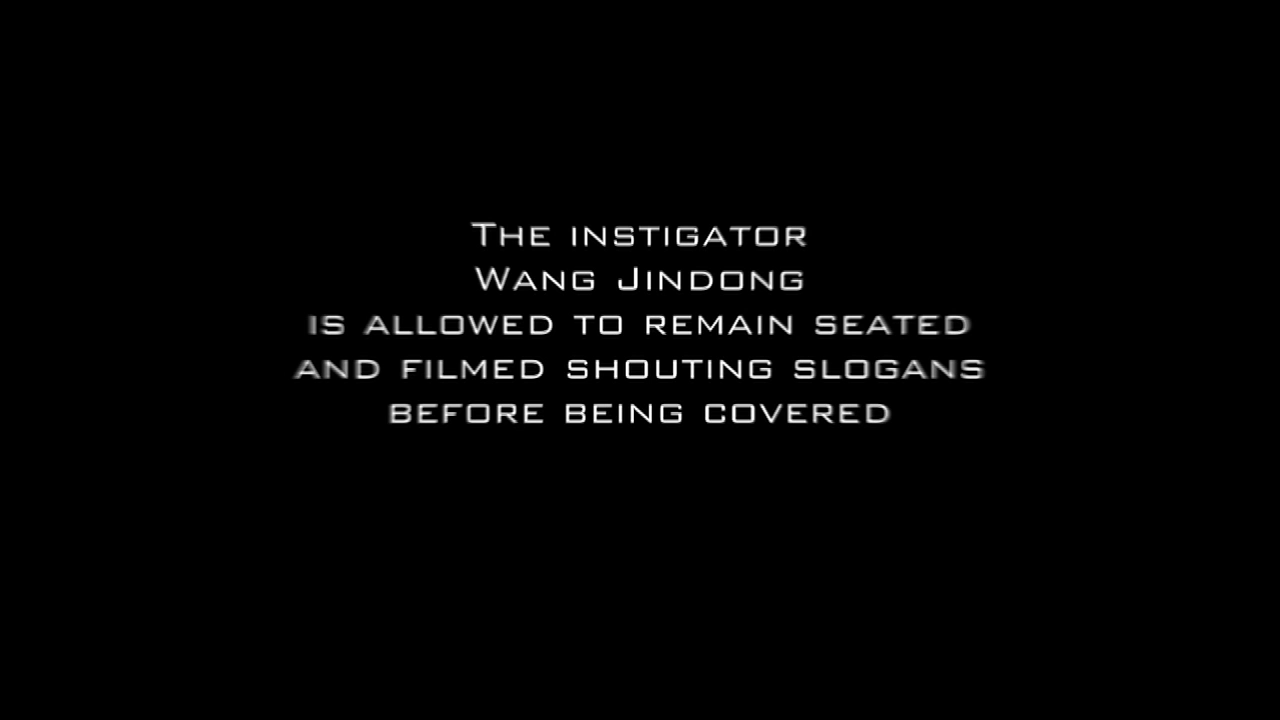 The instigator
Wang Jindong
is allowed to remain seated
and filmed shouting slogans
before being covered